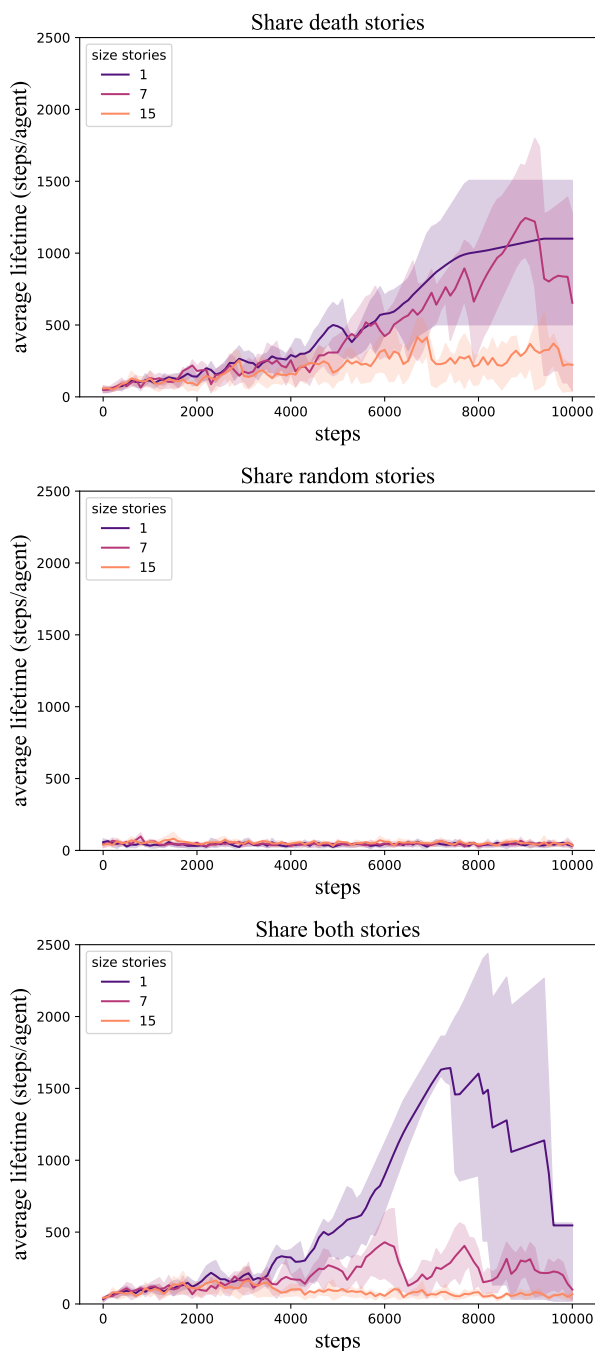 Share death stories
2500
2000
1500
1000
500
0
average lifetime (steps/agent)
size stories
1
7
15
0 2000 4000 6000 8000 10000
steps
Share random stories
2500
2000
1500
1000
500
0
average lifetime (steps/agent)
size stories
1
7
15
0 2000 4000 6000 8000 10000
steps
Share both stories
2500
2000
1500
1000
500
0
average lifetime (steps/agent)
size stories
1
7
15
0 2000 4000 6000 8000 10000
steps